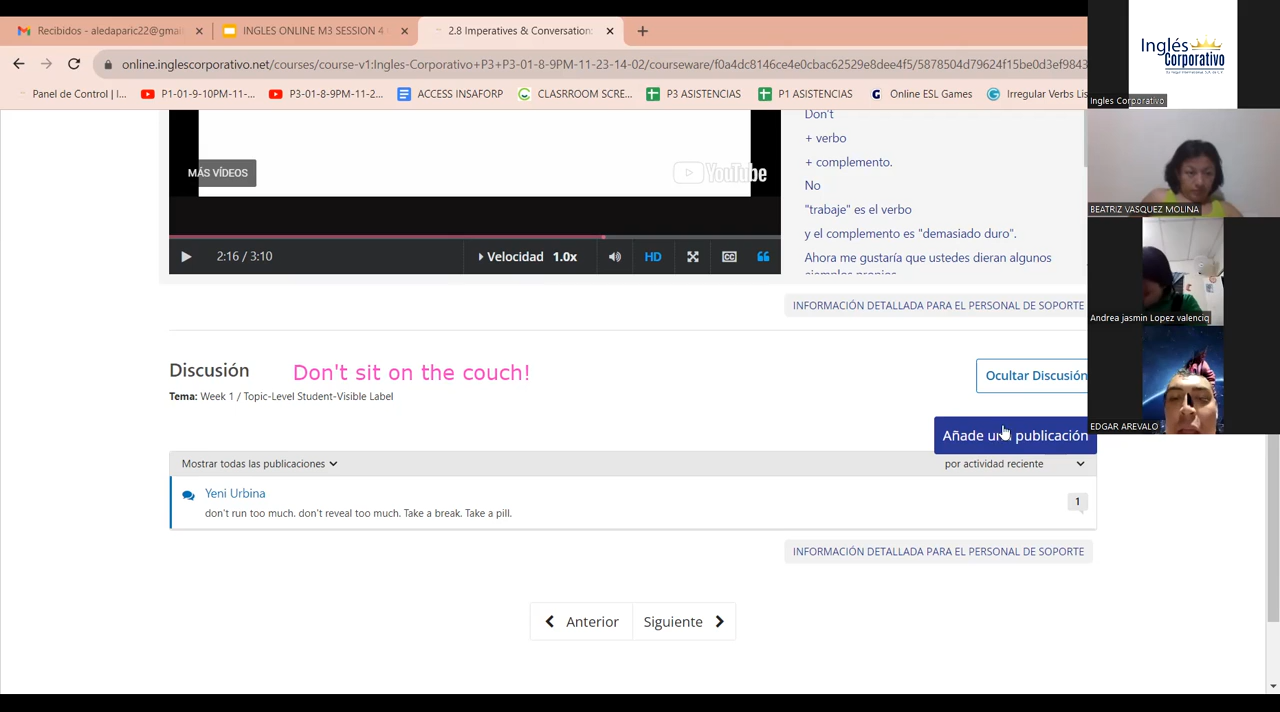 Recibidos - aledaparic22@gmai
INGLES ONLINE M3 SESSION 4
2.8 Imperatives & Conversation
online.inglescorporativo.net/courses/course-v1:Ingles-Corporativo+P3+P3-01-8-9PM-11-23-14-02/courseware/f0a4dc8146ce4e0cbac62529e8dee4f5/5878504d79624f15be0d3ef9843
Panel de Control | I...
P1-01-9-10PM-11-...
P3-01-8-9PM-11-2...
ACCESS INSAFORP
CLASRROOM SCRE...
P3 ASISTENCIAS
P1 ASISTENCIAS
Online ESL Games
Irregular Verbs Lis
Inglés
Corporativo
Ingles Corporativo
BEATRIZ VASQUEZ MOLINA
Andrea jasmin Lopez valenciq
EDGAR AREVALO
MÁS VÍDEOS
YouTube
2:16 / 3:10
Velocidad 1.0x
HD
CC
Don't
+ verbo
+ complemento.
No
"trabaje" es el verbo
y el complemento es "demasiado duro".
Ahora me gustaría que ustedes dieran algunos
ejemplos propios
INFORMACIÓN DETALLADA PARA EL PERSONAL DE SOPORTE
Discusión
Don't sit on the couch!
Ocultar Discusión
Tema: Week 1 / Topic-Level Student-Visible Label
Añade una publicación
Mostrar todas las publicaciones
por actividad reciente
Yeni Urbina
1
don't run too much. don't reveal too much. Take a break. Take a pill.
INFORMACIÓN DETALLADA PARA EL PERSONAL DE SOPORTE
Anterior
Siguiente